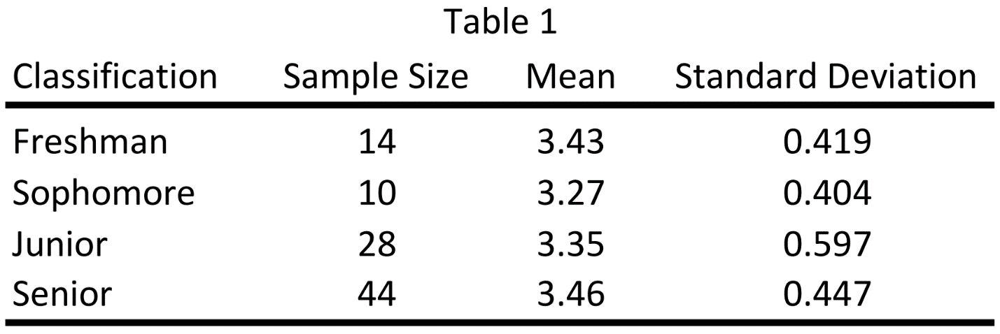 Table 1
Classification Sample Size Mean Standard Deviation
Freshman 14 3.43 0.419
Sophomore 10 3.27 0.404
Junior 28 3.35 0.597
Senior 44 3.46 0.447